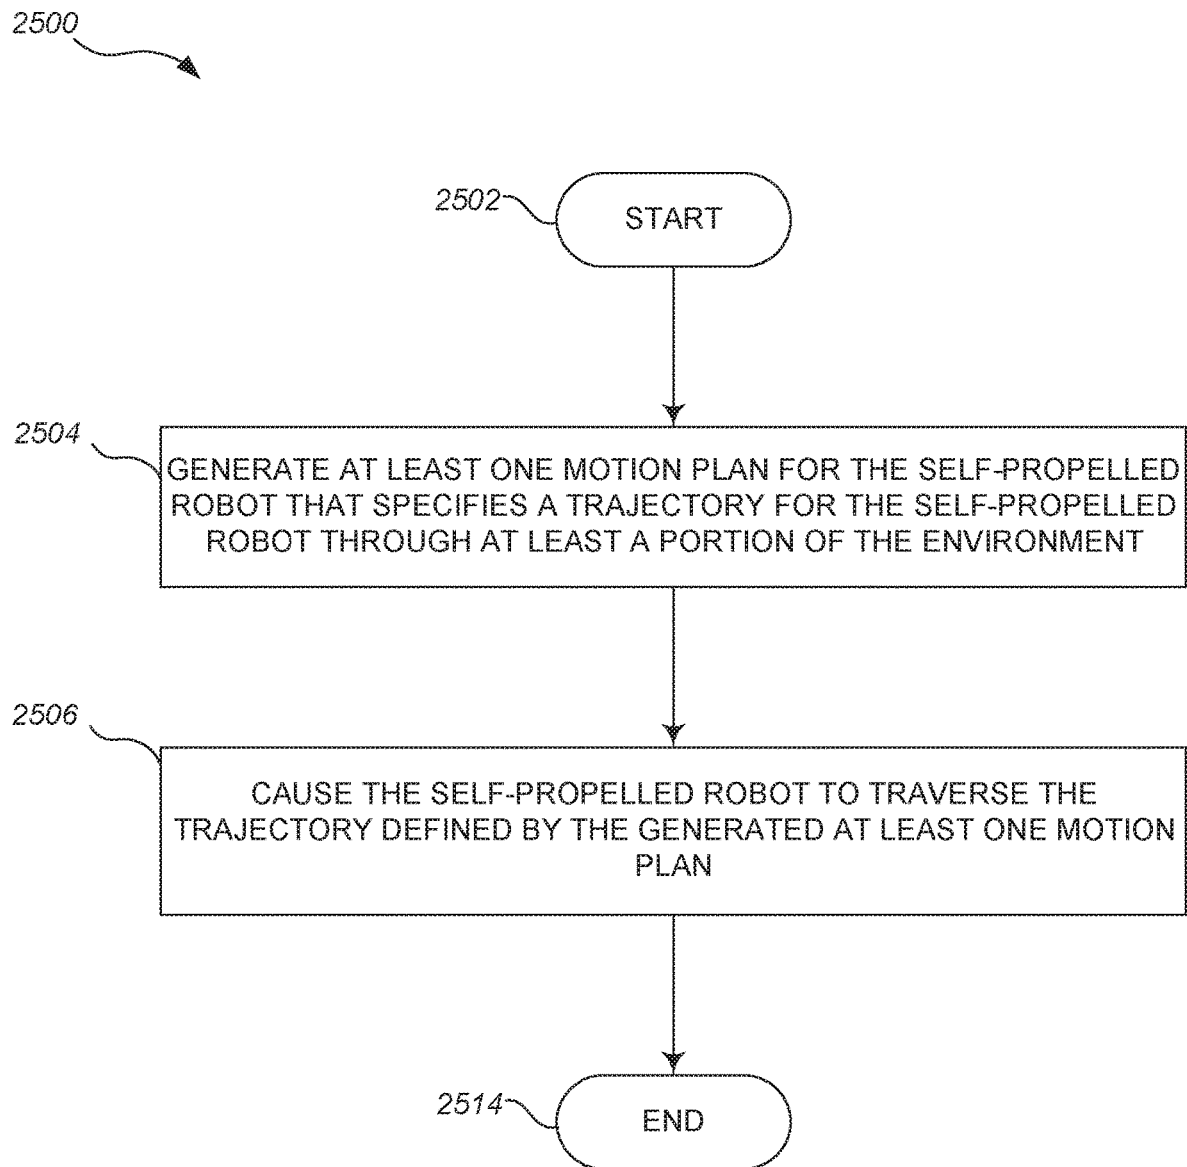 2500
2502
START
2504
GENERATE AT LEAST ONE MOTION PLAN FOR THE SELF-PROPELLED
ROBOT THAT SPECIFIES A TRAJECTORY FOR THE SELF-PROPELLED
ROBOT THROUGH AT LEAST A PORTION OF THE ENVIRONMENT
2506
CAUSE THE SELF-PROPELLED ROBOT TO TRAVERSE THE
TRAJECTORY DEFINED BY THE GENERATED AT LEAST ONE MOTION
PLAN
2514
END